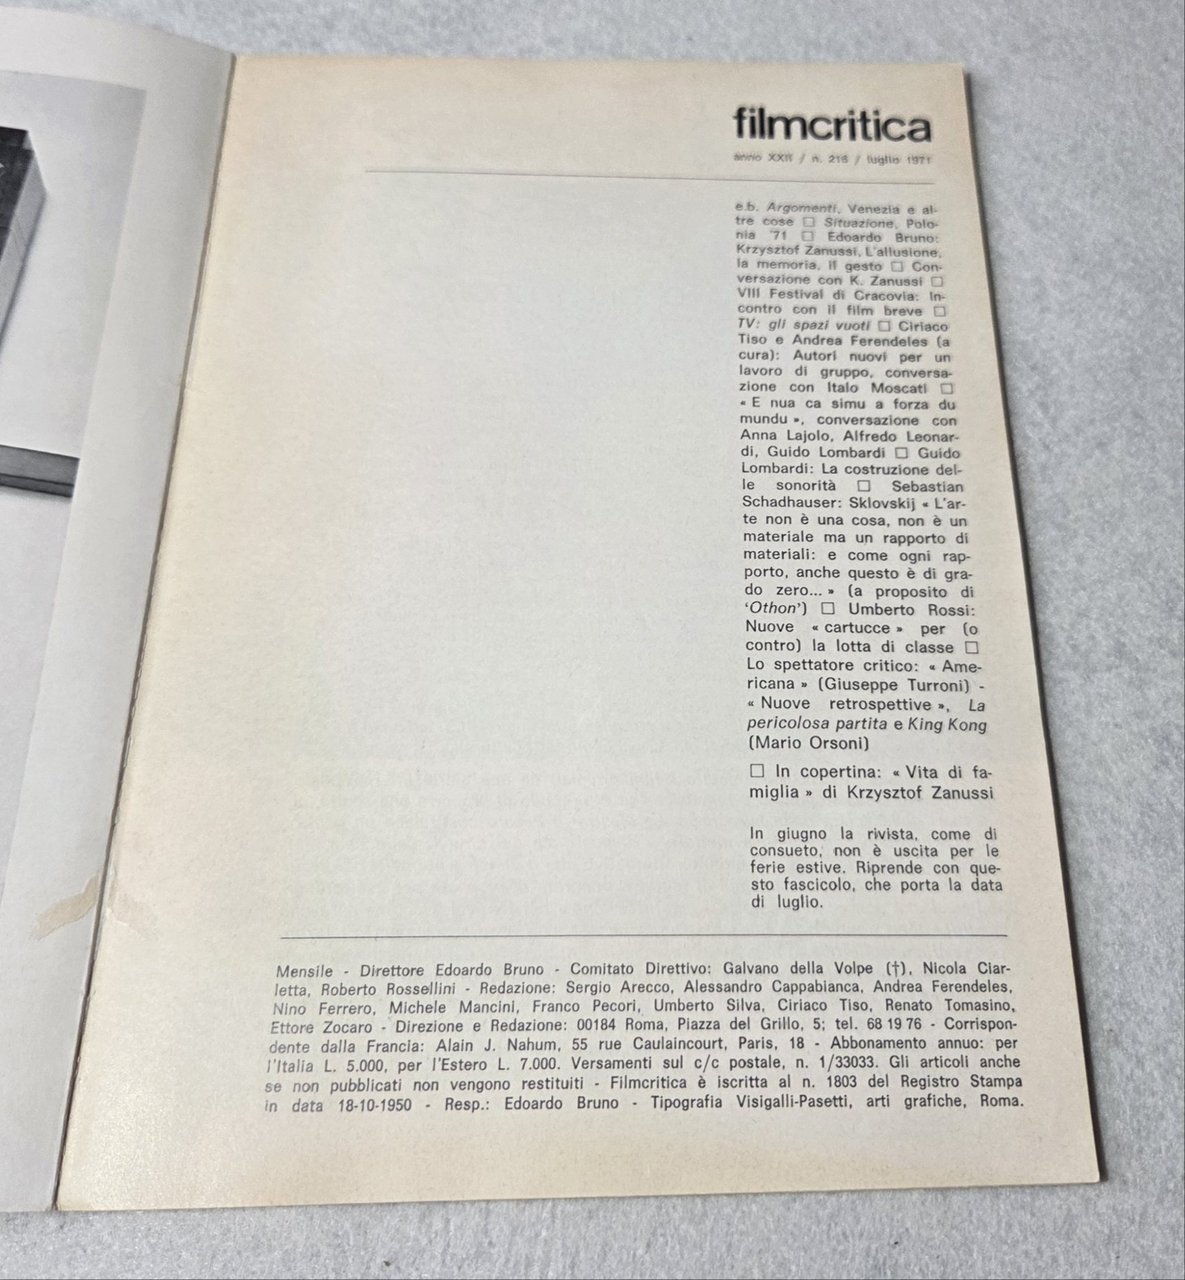 filmcritica
anno XXII / n. 216 / luglio 1971
e.b. Argomenti, Venezia e al-
tre cose □ Situazione, Polo-
nia '71 □ Edoardo Bruno:
Krzysztof Zanussi, L'allusione,
la memoria, il gesto □ Con-
versazione con K. Zanussi □
VIII Festival di Cracovia: In-
contro con il film breve □
TV: gli spazi vuoti □ Ciriaco
Tiso e Andrea Ferendeles (a
cura): Autori nuovi per un
lavoro di gruppo, conversa-
zione con Italo Moscati □
« E nua ca simu a forza du
mundu », conversazione con
Anna Lajolo, Alfredo Leonar-
di, Guido Lombardi □ Guido
Lombardi: La costruzione del-
le sonorità □ Sebastian
Schadhauser: Sklovskij « L'ar-
te non è una cosa, non è un
materiale ma un rapporto di
materiali: e come ogni rap-
porto, anche questo è di gra-
do zero... » (a proposito di
'Othon') □ Umberto Rossi:
Nuove « cartucce » per (o
contro) la lotta di classe □
Lo spettatore critico: « Ame-
ricana » (Giuseppe Turroni) -
« Nuove retrospettive », La
pericolosa partita e King Kong
(Mario Orsoni)
□ In copertina: « Vita di fa-
miglia » di Krzysztof Zanussi
In giugno la rivista, come di
consueto, non è uscita per le
ferie estive. Riprende con que-
sto fascicolo, che porta la data
di luglio.
Mensile - Direttore Edoardo Bruno - Comitato Direttivo: Galvano della Volpe (†), Nicola Ciar-
letta, Roberto Rossellini - Redazione: Sergio Arecco, Alessandro Cappabianca, Andrea Ferendeles,
Nino Ferrero, Michele Mancini, Franco Pecori, Umberto Silva, Ciriaco Tiso, Renato Tomasino,
Ettore Zocaro - Direzione e Redazione: 00184 Roma, Piazza del Grillo, 5; tel. 68 19 76 - Corrispon-
dente dalla Francia: Alain J. Nahum, 55 rue Caulaincourt, Paris, 18 - Abbonamento annuo: per
l'Italia L. 5.000, per l'Estero L. 7.000. Versamenti sul c/c postale, n. 1/33033. Gli articoli anche
se non pubblicati non vengono restituiti - Filmcritica è iscritta al n. 1803 del Registro Stampa
in data 18-10-1950 - Resp.: Edoardo Bruno - Tipografia Visigalli-Pasetti, arti grafiche, Roma.